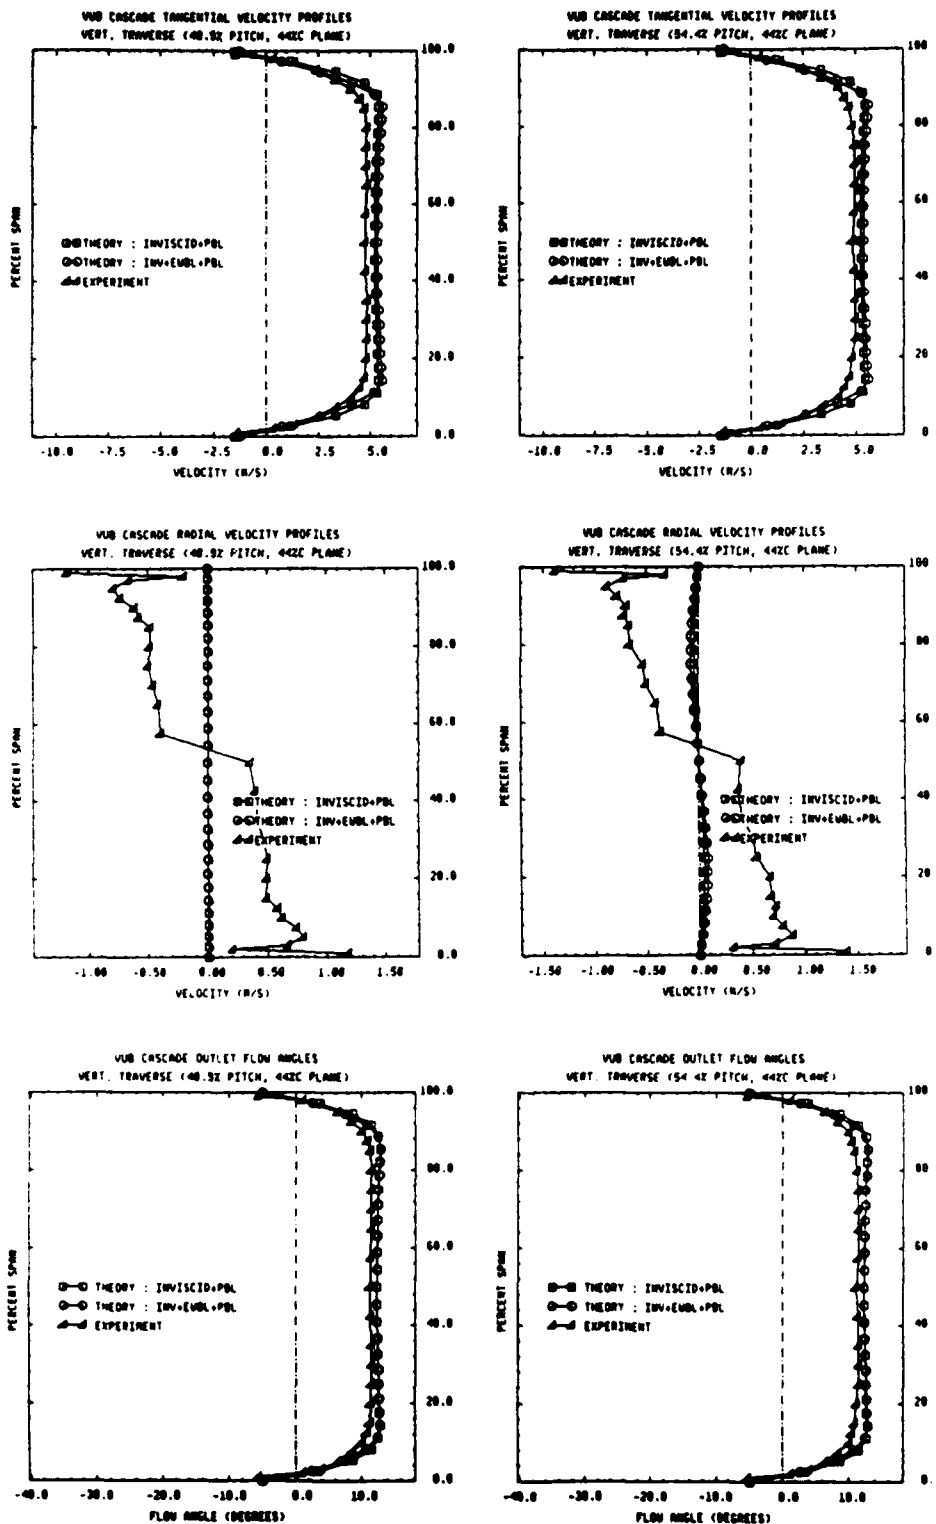 VUB CASCADE TANGENTIAL VELOCITY PROFILES
VERT. TRAVERSE (48.9% PITCH, 44%C PLANE)
100.0
80.0
60.0
40.0
20.0
0.0
PERCENT SPAN
THEORY : INVISCID+PBL
THEORY : INV+EWBL+PBL
EXPERIMENT
-10.0 -7.5 -5.0 -2.5 0.0 2.5 5.0
VELOCITY (M/S)
VUB CASCADE TANGENTIAL VELOCITY PROFILES
VERT. TRAVERSE (54.4% PITCH, 44%C PLANE)
100
80
60
40
20
0
PERCENT SPAN
THEORY : INVISCID+PBL
THEORY : INV+EWBL+PBL
EXPERIMENT
-10.0 -7.5 -5.0 -2.5 0.0 2.5 5.0
VELOCITY (M/S)
VUB CASCADE RADIAL VELOCITY PROFILES
VERT. TRAVERSE (48.9% PITCH, 44%C PLANE)
100.0
80.0
60.0
40.0
20.0
0.0
PERCENT SPAN
THEORY : INVISCID+PBL
THEORY : INV+EWBL+PBL
EXPERIMENT
-1.00 -0.50 0.00 0.50 1.00 1.50
VELOCITY (M/S)
VUB CASCADE RADIAL VELOCITY PROFILES
VERT. TRAVERSE (54.4% PITCH, 44%C PLANE)
100
80
60
40
20
0
PERCENT SPAN
THEORY : INVISCID+PBL
THEORY : INV+EWBL+PBL
EXPERIMENT
-1.50 -1.00 -0.50 0.00 0.50 1.00 1.50
VELOCITY (M/S)
VUB CASCADE OUTLET FLOW ANGLES
VERT. TRAVERSE (48.9% PITCH, 44%C PLANE)
100.0
80.0
60.0
40.0
20.0
0.0
PERCENT SPAN
THEORY : INVISCID+PBL
THEORY : INV+EWBL+PBL
EXPERIMENT
-40.0 -30.0 -20.0 -10.0 0.0 10.0
FLOW ANGLE (DEGREES)
VUB CASCADE OUTLET FLOW ANGLES
VERT. TRAVERSE (54.4% PITCH, 44%C PLANE)
100
80
60
40
20
0
PERCENT SPAN
THEORY : INVISCID+PBL
THEORY : INV+EWBL+PBL
EXPERIMENT
-40.0 -30.0 -20.0 -10.0 0.0 10.0
FLOW ANGLE (DEGREES)